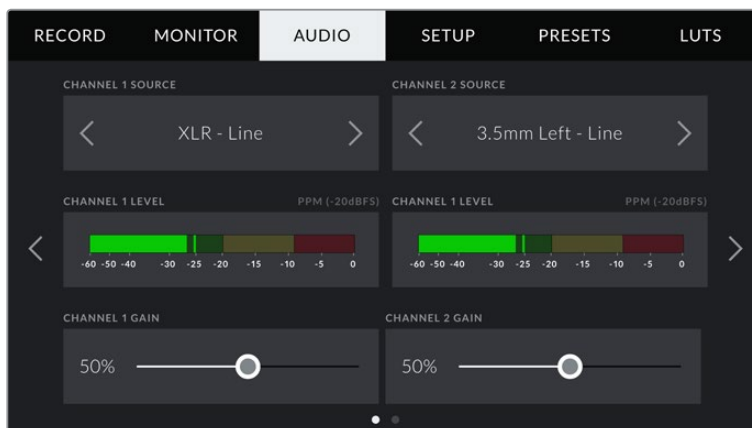 RECORD MONITOR AUDIO SETUP PRESETS LUTS
CHANNEL 1 SOURCE CHANNEL 2 SOURCE
XLR - Line 3.5mm Left - Line
CHANNEL 1 LEVEL PPM (-20dBFS) CHANNEL 1 LEVEL PPM (-20dBFS)
-60 -50 -40 -30 -25 -20 -15 -10 -5 0 -60 -50 -40 -30 -25 -20 -15 -10 -5 0
CHANNEL 1 GAIN CHANNEL 2 GAIN
50% 50%